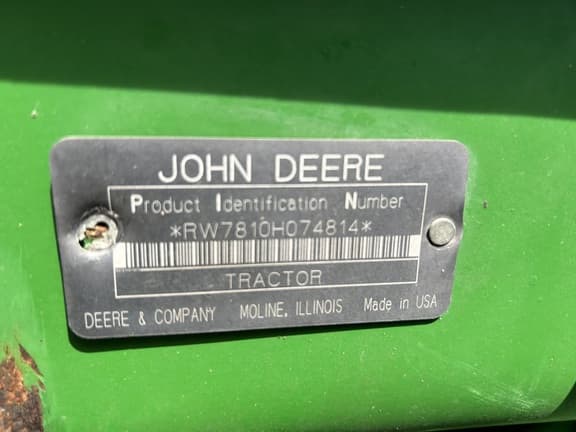 JOHN DEERE
Product Identification Number
*RW7810H074814*
TRACTOR
DEERE & COMPANY MOLINE, ILLINOIS Made in USA